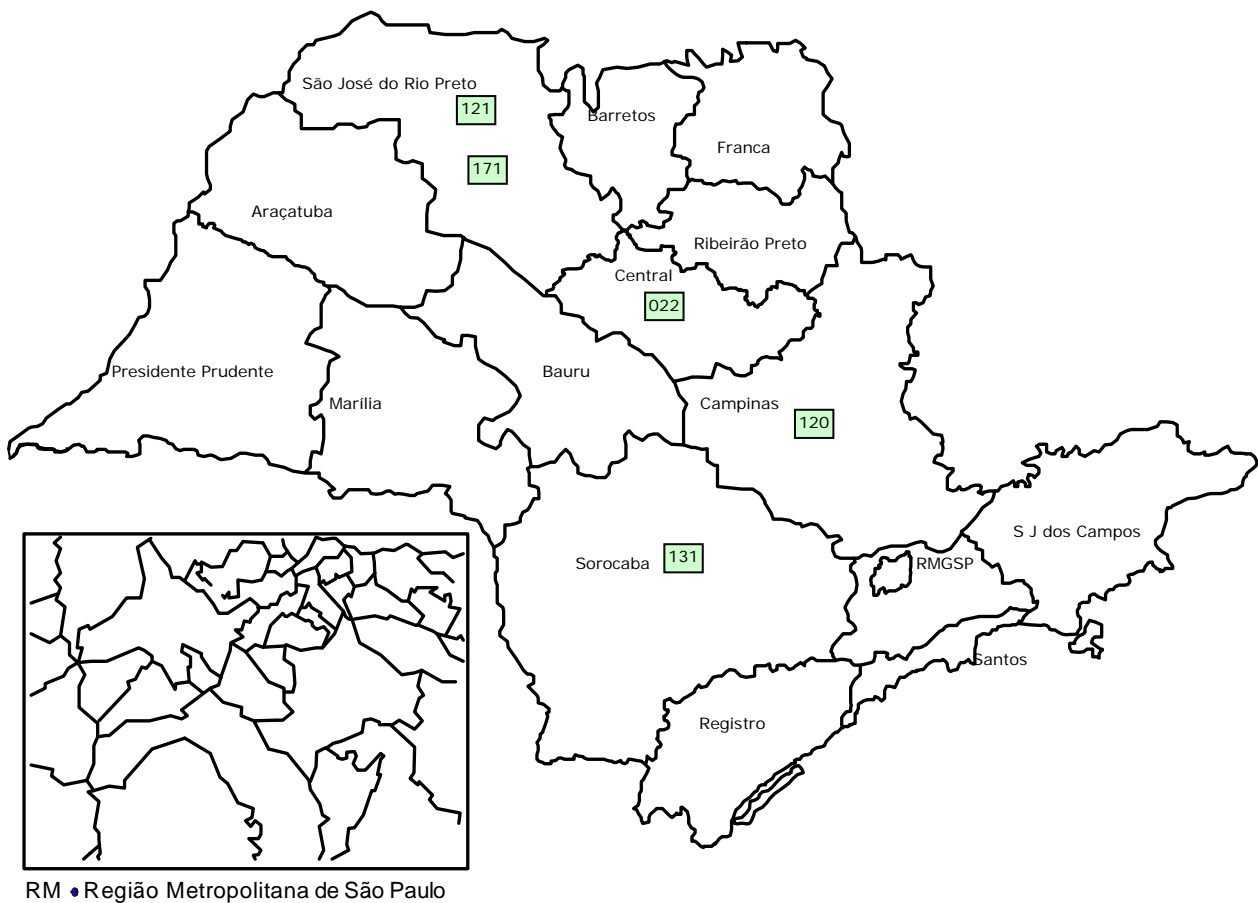 São José do Rio Preto
121
Barretos
Franca
171
Araçatuba
Ribeirão Preto
Central
022
Presidente Prudente
Bauru
Marília
Campinas
120
S J dos Campos
Sorocaba
131
RMGSP
Santos
Registro
RM • Região Metropolitana de São Paulo